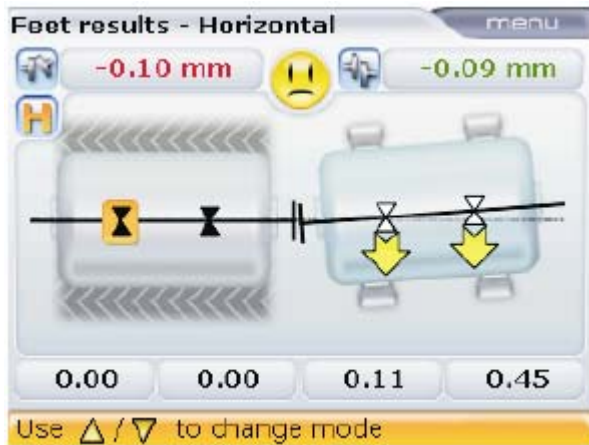 Feet results - Horizontal menu
-0.10 mm -0.09 mm
H
0.00 0.00 0.11 0.45
Use △ / ▽ to change mode